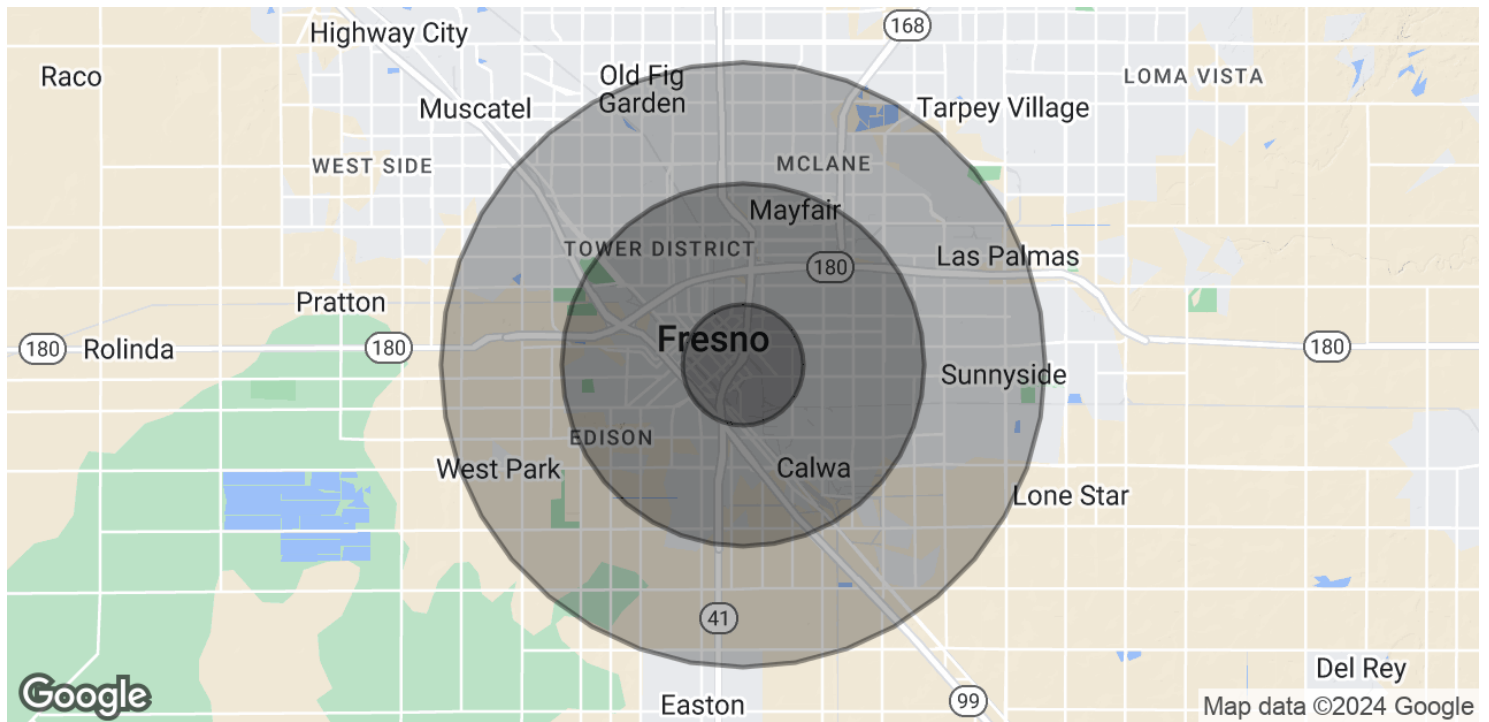 168
Highway City
Raco
Old Fig
Garden
LOMA VISTA
Muscatel
Tarpey Village
WEST SIDE
MCLANE
Mayfair
TOWER DISTRICT
180
Las Palmas
Pratton
Fresno
180
Rolinda
180
180
Sunnyside
EDISON
West Park
Calwa
Lone Star
41
Del Rey
Google
Easton
99
Map data ©2024 Google